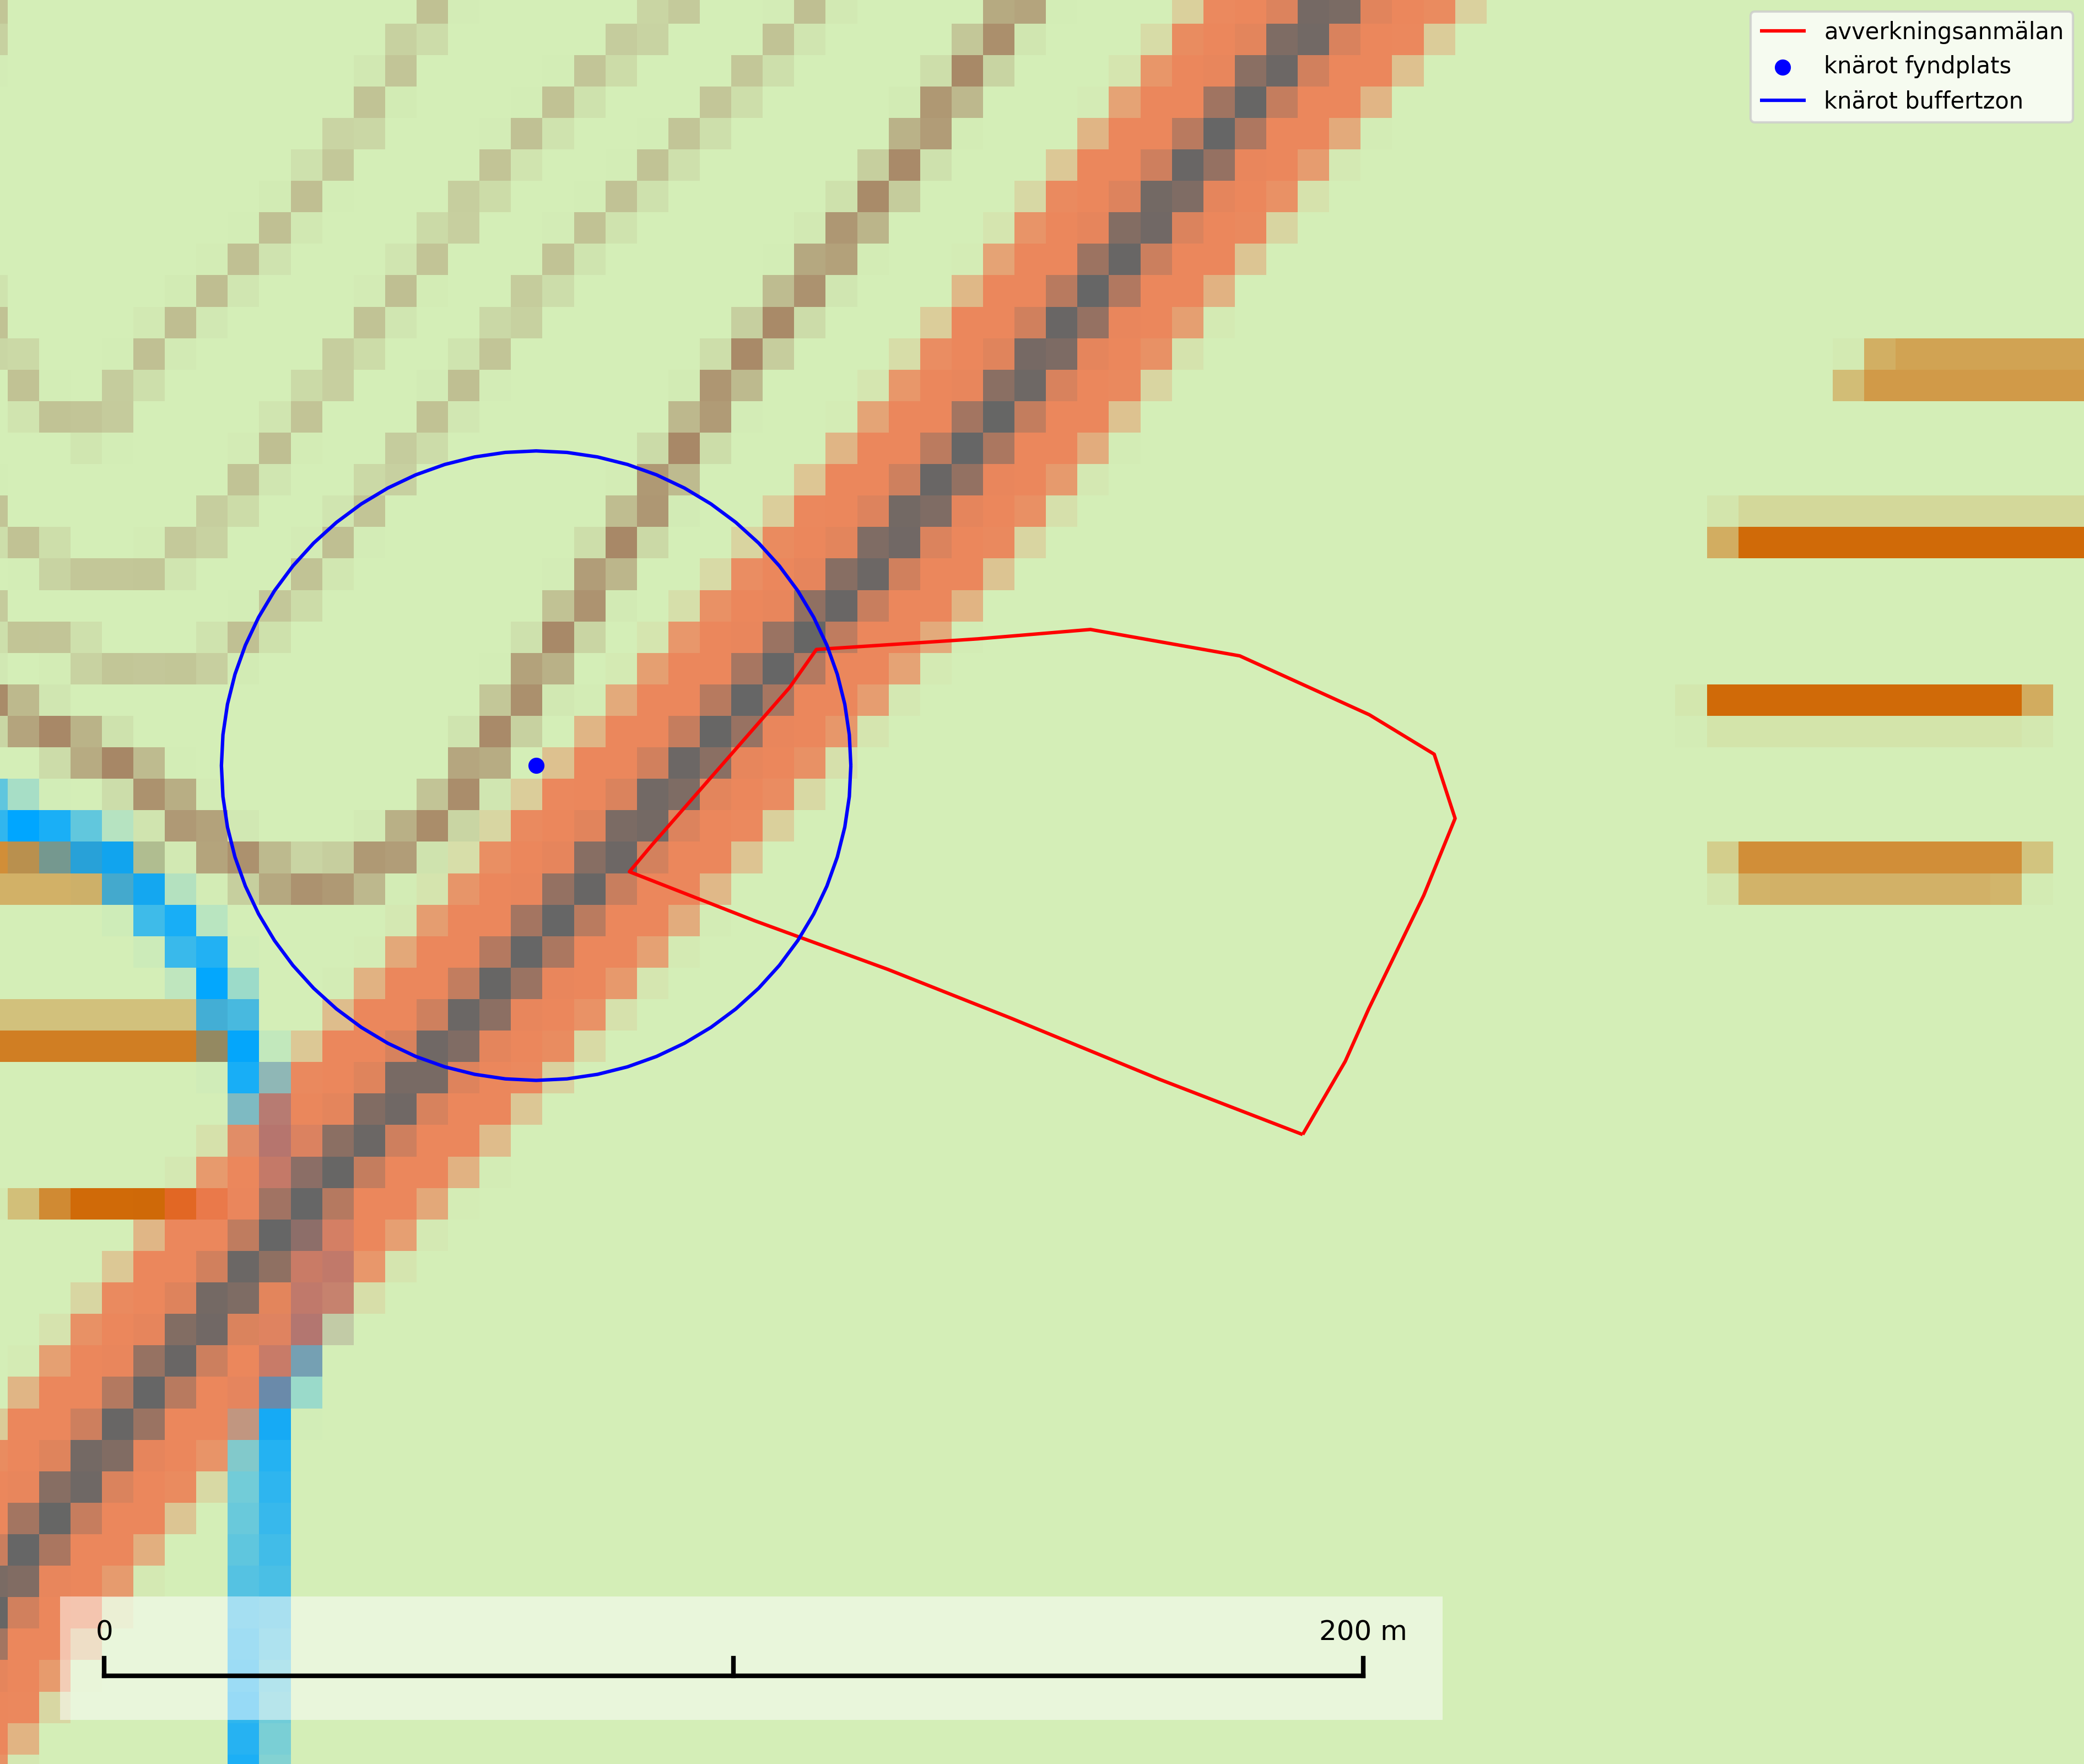 avverkningsanmälan
knärot fyndplats
knärot buffertzon
0
200 m